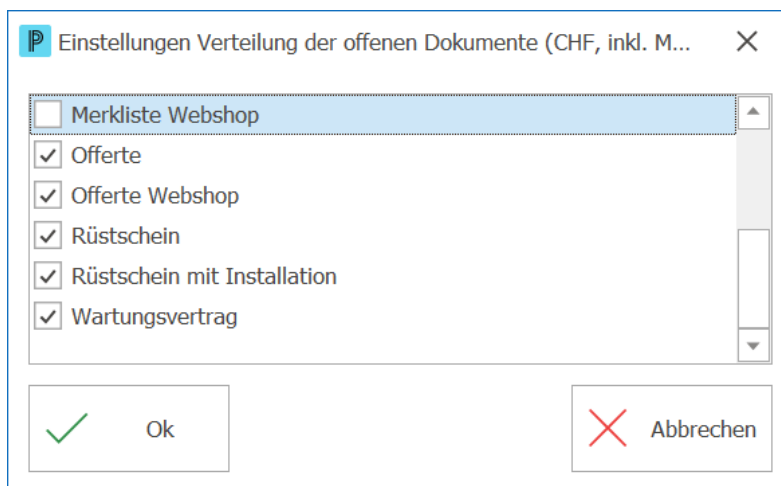 Einstellungen Verteilung der offenen Dokumente (CHF, inkl. M...
Merkliste Webshop
Offerte
Offerte Webshop
Rüstschein
Rüstschein mit Installation
Wartungsvertrag
Ok
Abbrechen